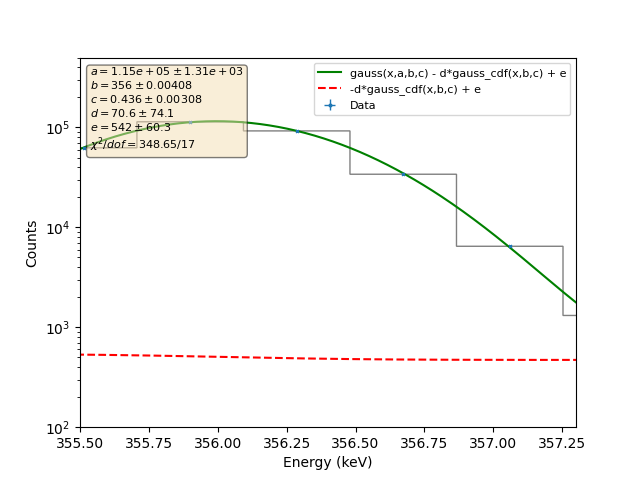 a = 1.15e + 05 ± 1.31e + 03
b = 356 ± 0.00408
c = 0.436 ± 0.00308
d = 70.6 ± 74.1
e = 542 ± 60.3
χ²/dof = 348.65/17
gauss(x,a,b,c) - d*gauss_cdf(x,b,c) + e
-d*gauss_cdf(x,b,c) + e
Data
10⁵
10⁴
10³
10²
Counts
355.50 355.75 356.00 356.25 356.50 356.75 357.00 357.25
Energy (keV)